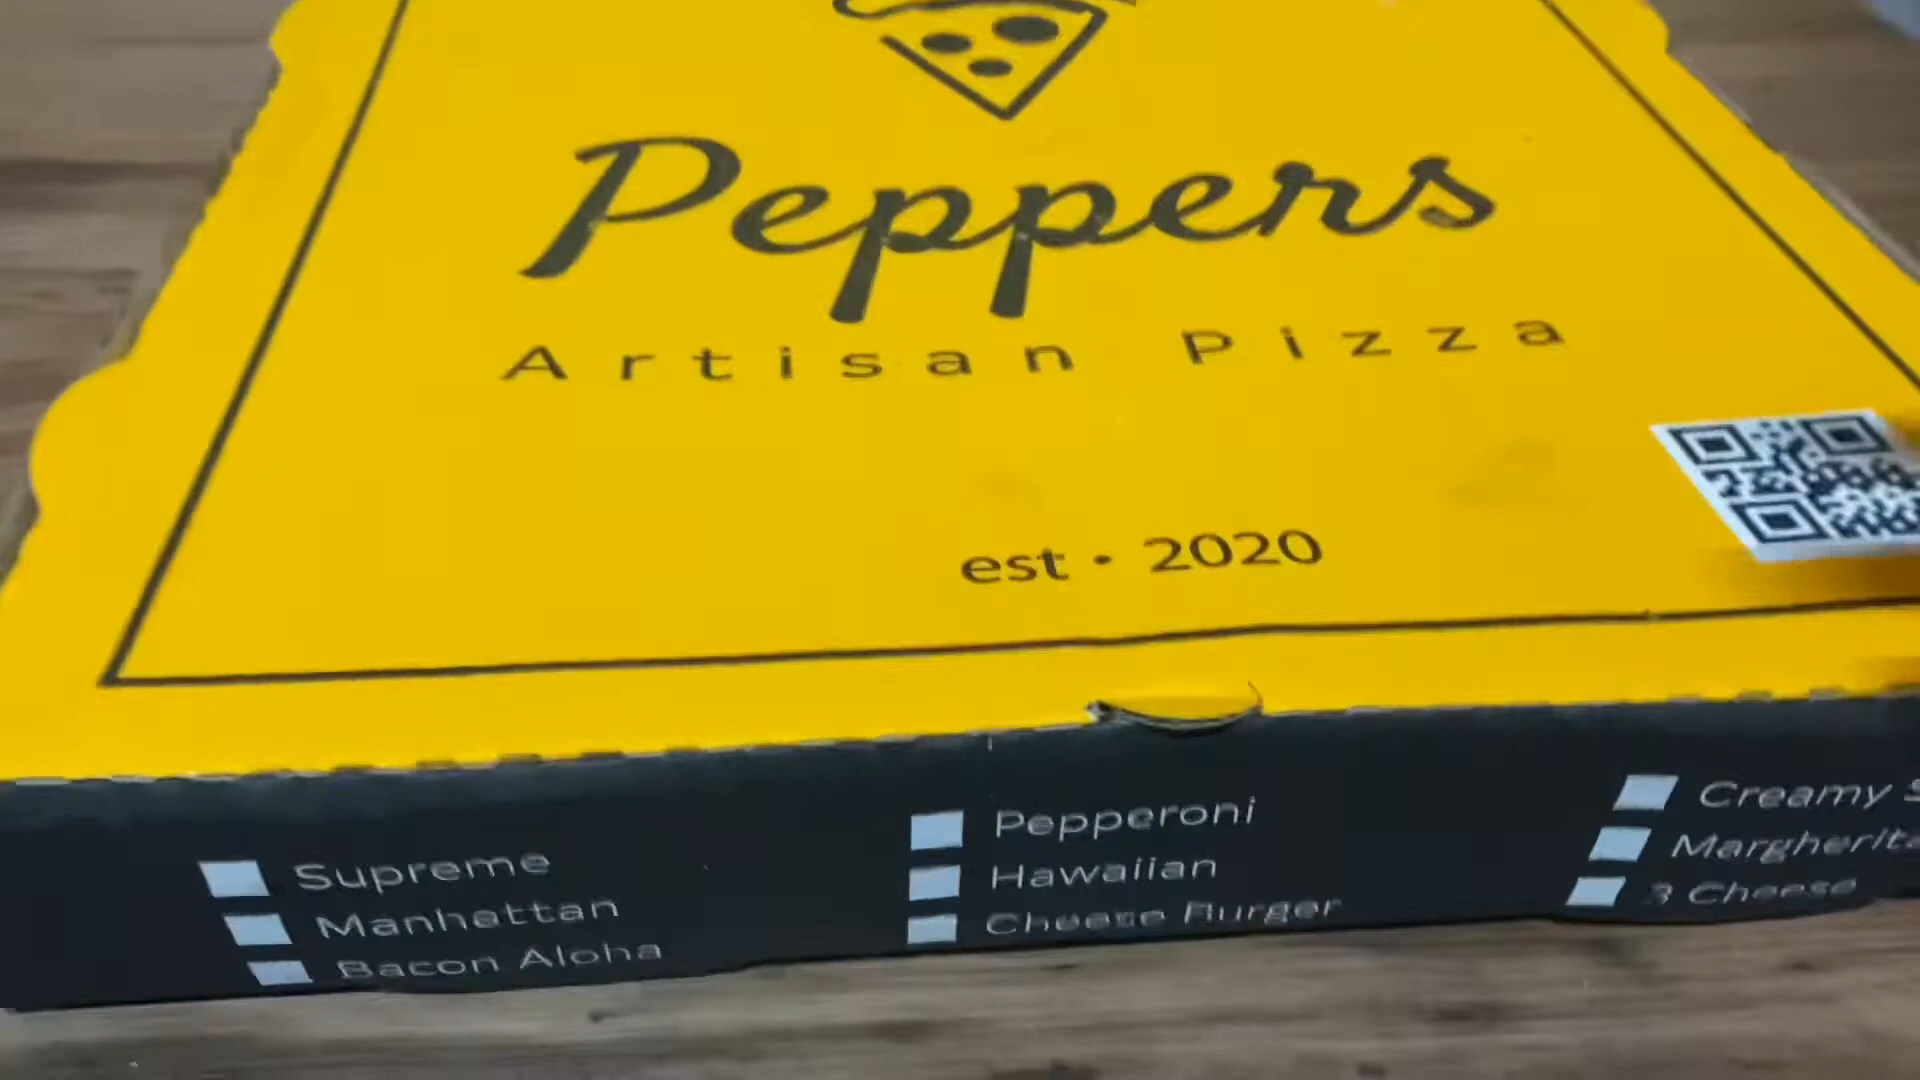 Peppers
Artisan Pizza
est • 2020
Supreme
Manhattan
Bacon Aloha
Pepperoni
Hawaiian
Cheese Burger
Creamy
Margherita
3 Cheese